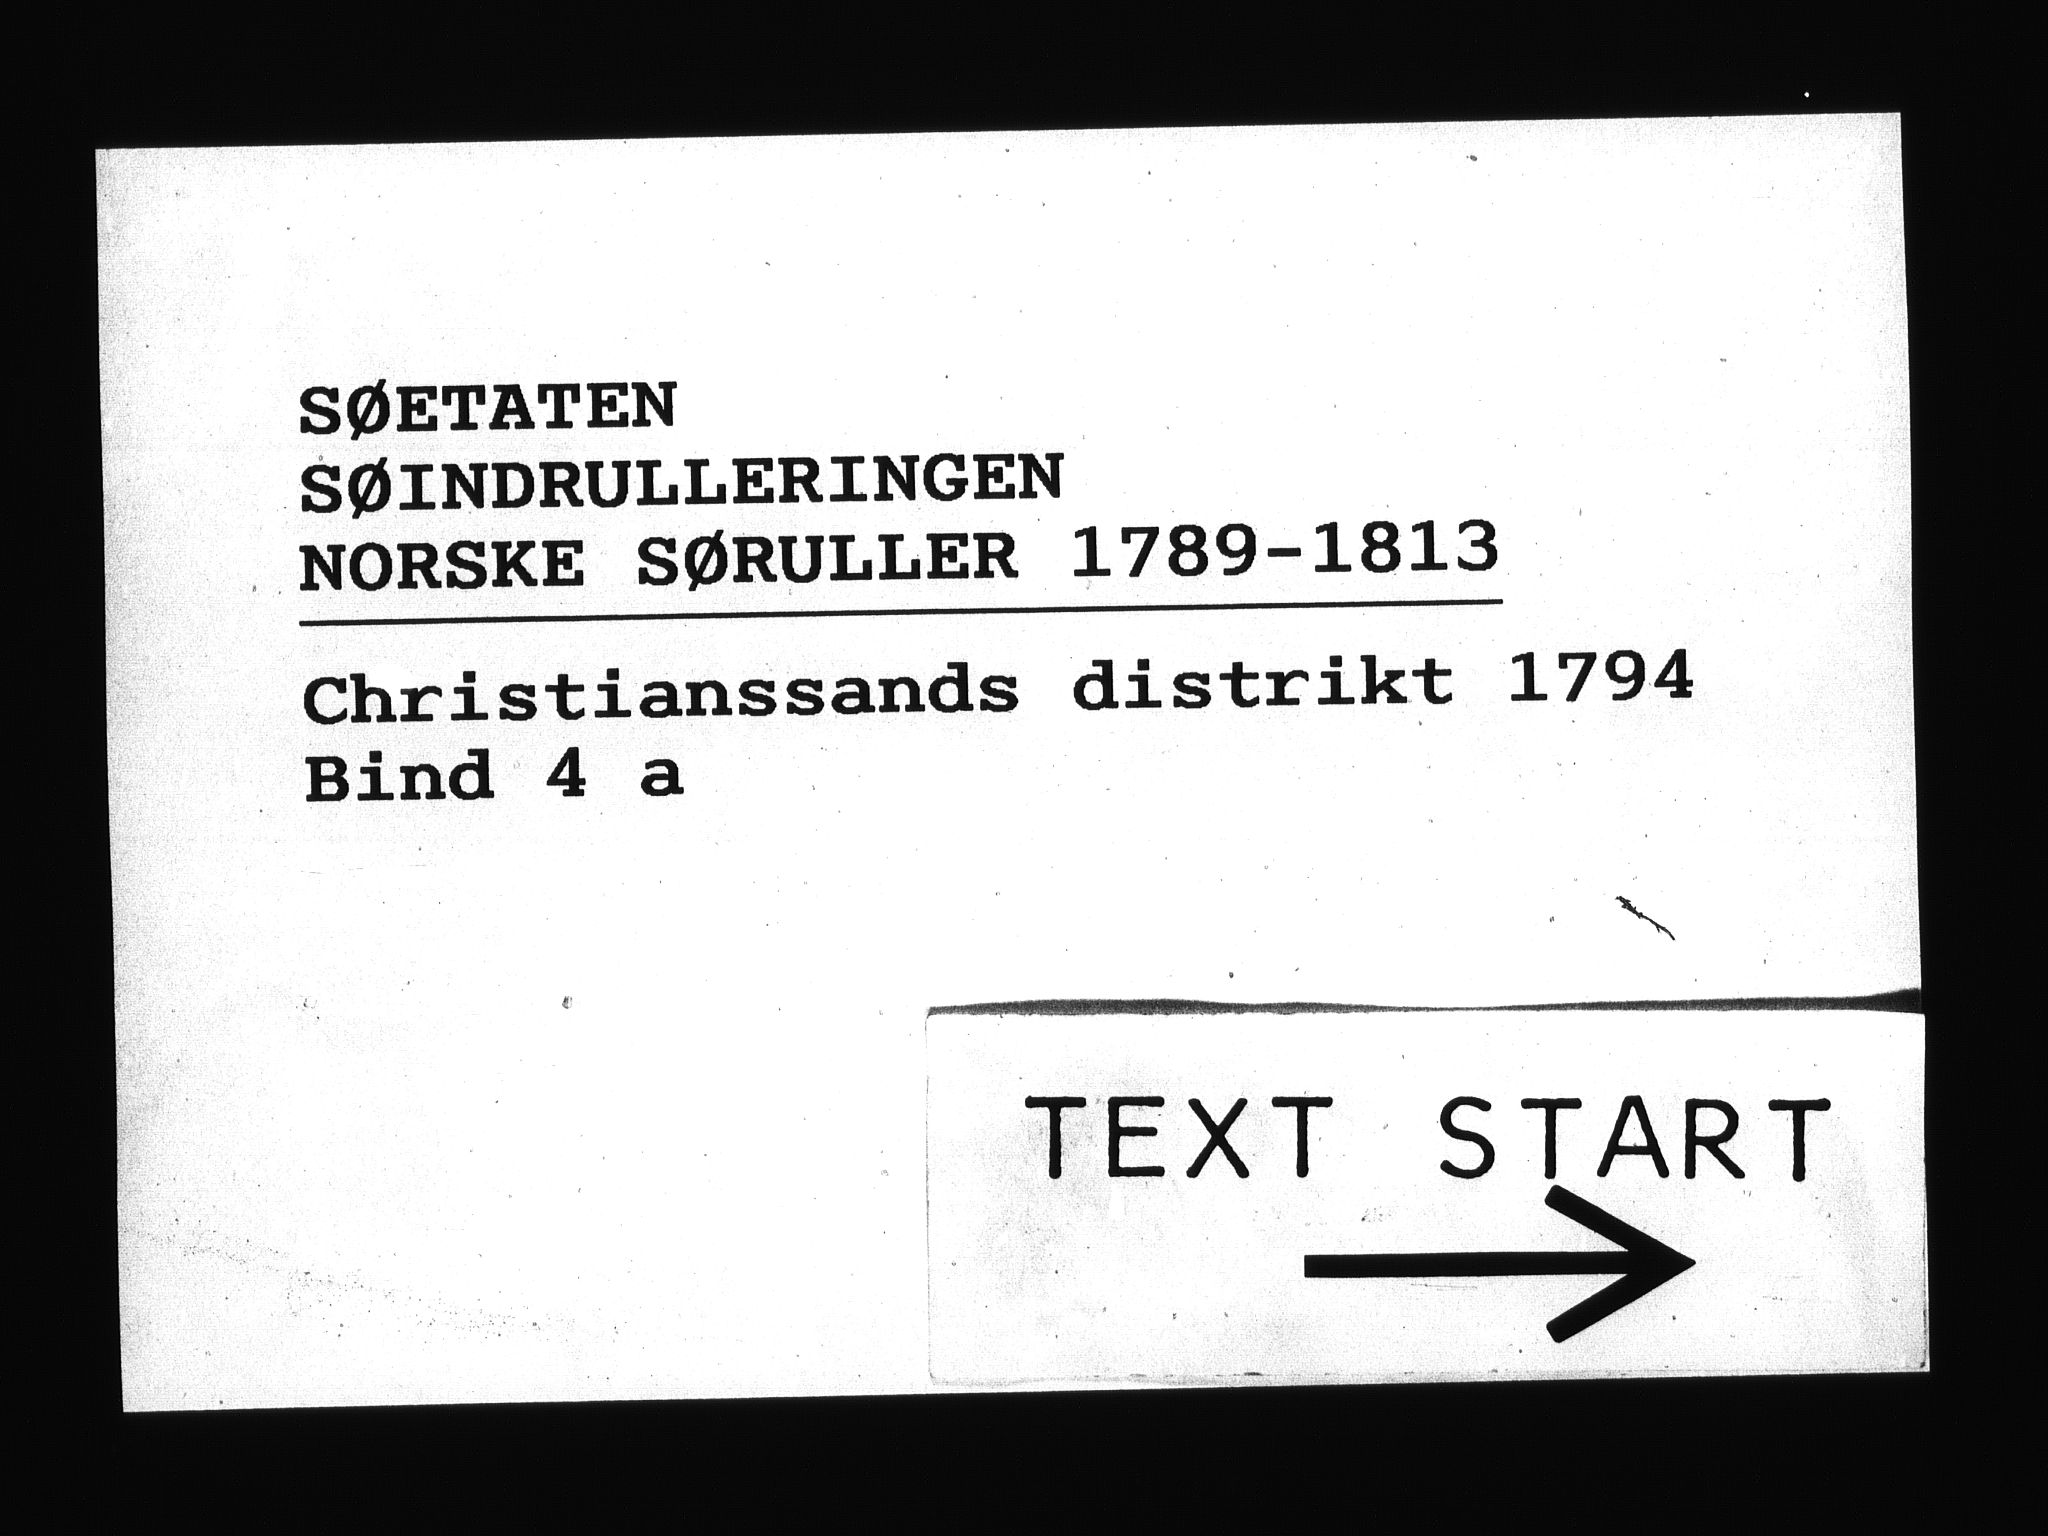 SØETATEN
SØINDRULLERINGEN
NORSKE SØRULLER 1789-1813
Christianssands distrikt 1794
Bind 4 a
TEXT START